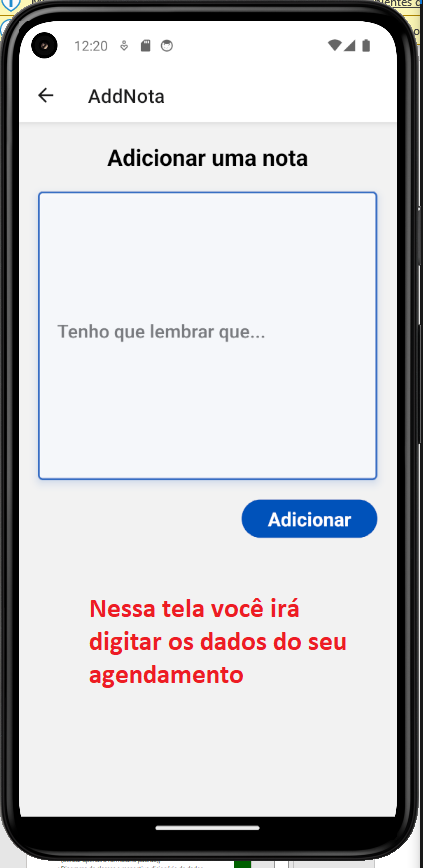 12:20
AddNota
Adicionar uma nota
Tenho que lembrar que...
Adicionar
Nessa tela você irá
digitar os dados do seu
agendamento